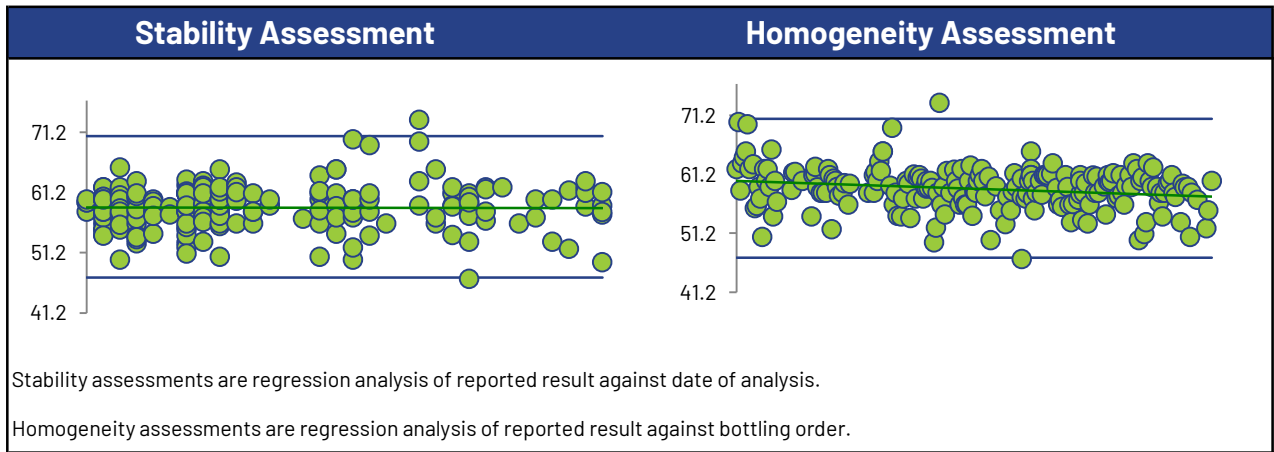 Stability Assessment
Homogeneity Assessment
71.2
61.2
51.2
41.2
71.2
61.2
51.2
41.2
Stability assessments are regression analysis of reported result against date of analysis.
Homogeneity assessments are regression analysis of reported result against bottling order.